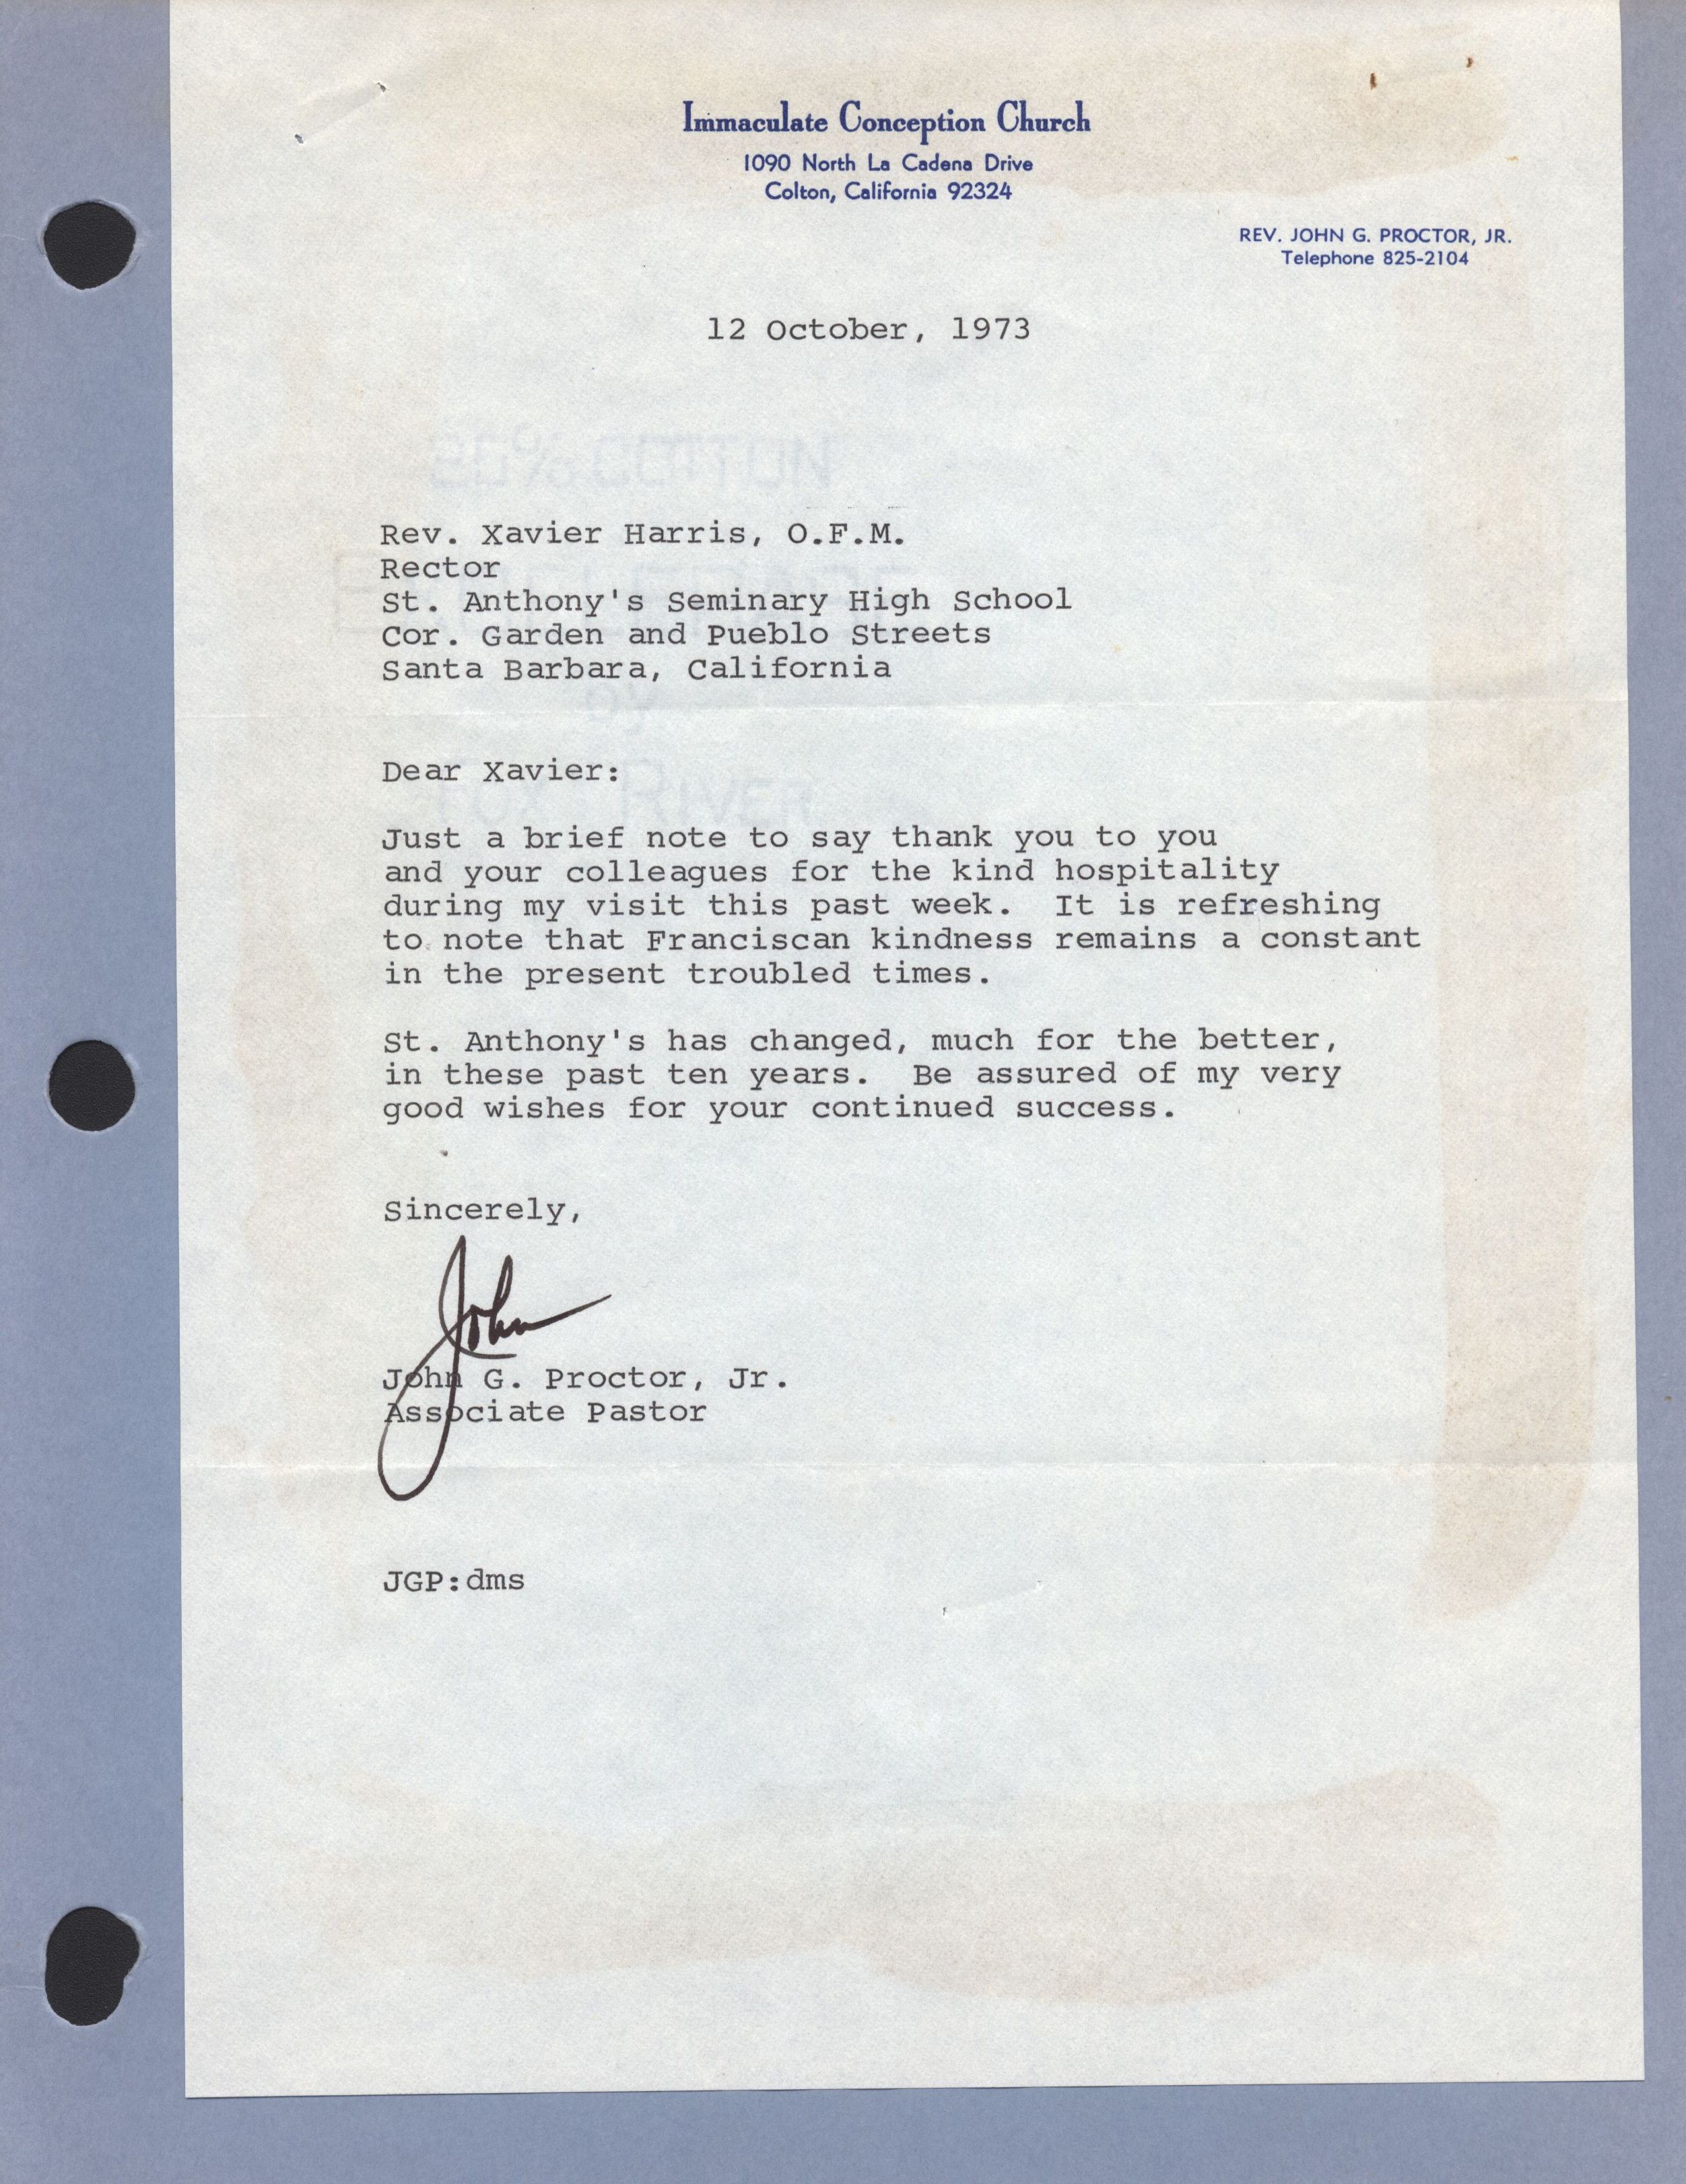 Immaculate Conception Church
1090 North La Cadena Drive
Colton, California 92324
REV. JOHN G. PROCTOR, JR.
Telephone 825-2104
12 October, 1973
25% COTTON
Rev. Xavier Harris, O.F.M.
Rector
St. Anthony's Seminary High School
Cor. Garden and Pueblo Streets
Santa Barbara, California
by
FOX RIVER
Dear Xavier:
Just a brief note to say thank you to you
and your colleagues for the kind hospitality
during my visit this past week. It is refreshing
to note that Franciscan kindness remains a constant
in the present troubled times.
St. Anthony's has changed, much for the better,
in these past ten years. Be assured of my very
good wishes for your continued success.
Sincerely,
John
John G. Proctor, Jr.
Associate Pastor
JGP:dms